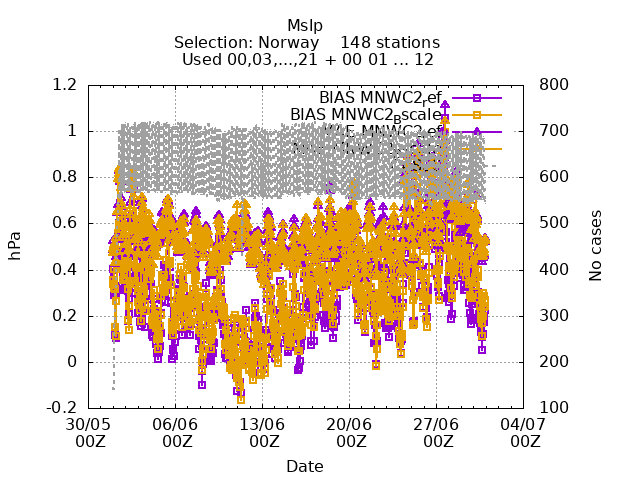 Mslp
Selection: Norway 148 stations
Used 00,03,...,21 + 00 01 ... 12
hPa
1.2
1
0.8
0.6
0.4
0.2
0
-0.2
800
700
600
500
400
300
200
100
No cases
BIAS MNWC2ref
BIAS MNWC2Bscale
30/05 06/06 13/06 20/06 27/06 04/07
00Z 00Z 00Z 00Z 00Z 00Z
Date